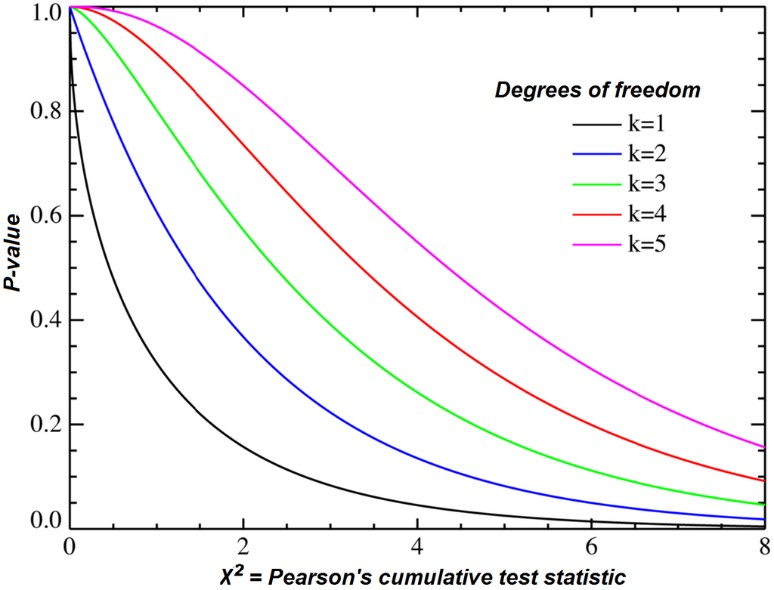 1.0
0.8
0.6
0.4
0.2
0.0
P-value
Degrees of freedom
k=1
k=2
k=3
k=4
k=5
0 2 4 6 8
X² = Pearson's cumulative test statistic